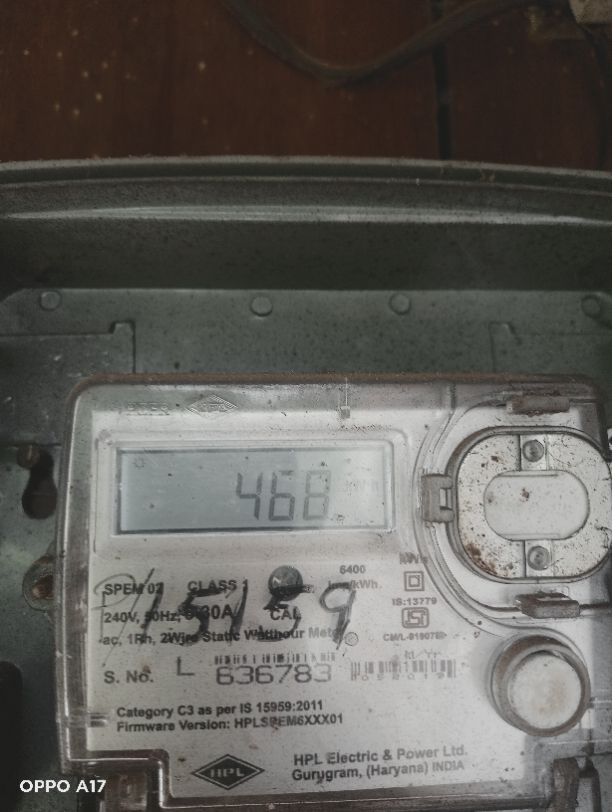 468
SPEM 02 CLASS 1 6400 imp/kWh.
240V, 50Hz, 5-30A CAL IS:13779
15159
ac, 1Ph, 2Wire Static Watthour Meter
S. No. L 636783
Category C3 as per IS 15959:2011
Firmware Version: HPLSPEM6XXX01
HPL
HPL Electric & Power Ltd.
Gurugram, (Haryana) INDIA
OPPO A17